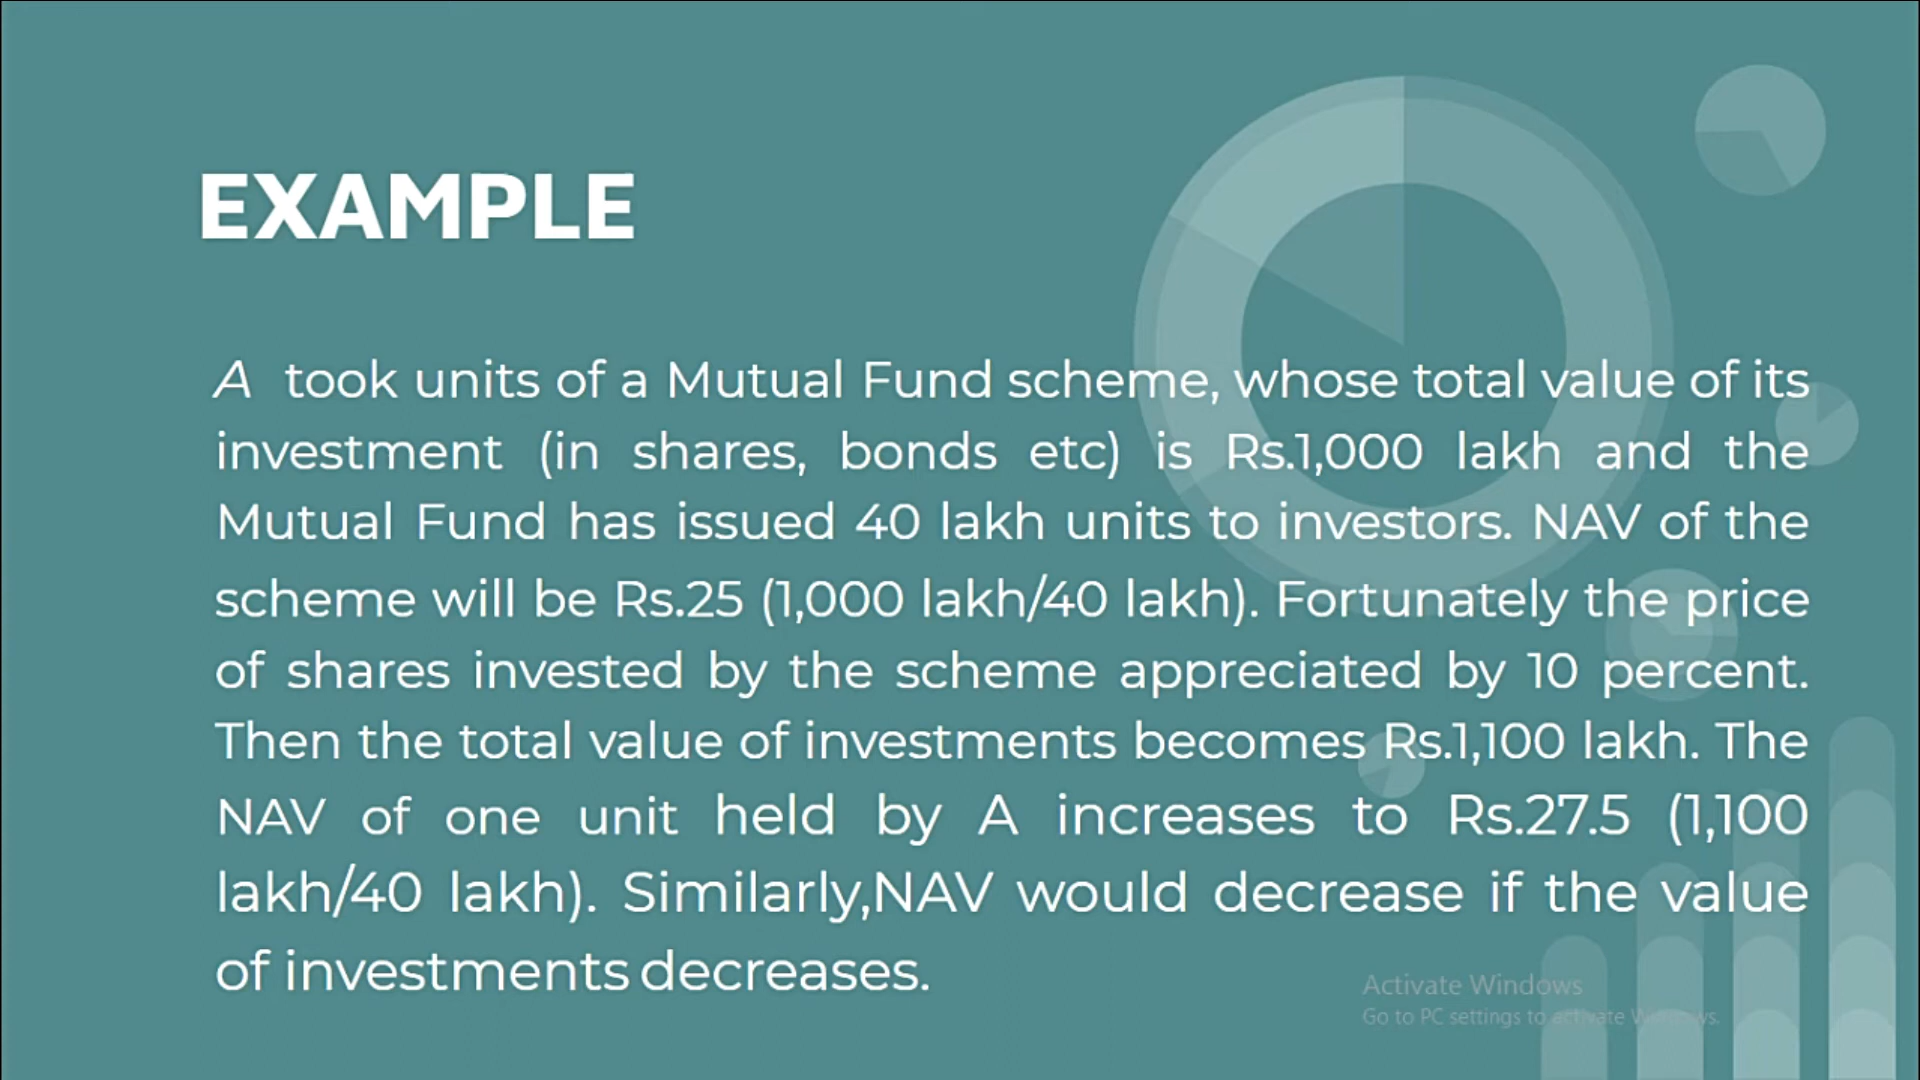 EXAMPLE
A took units of a Mutual Fund scheme, whose total value of its
investment (in shares, bonds etc) is Rs.1,000 lakh and the
Mutual Fund has issued 40 lakh units to investors. NAV of the
scheme will be Rs.25 (1,000 lakh/40 lakh). Fortunately the price
of shares invested by the scheme appreciated by 10 percent.
Then the total value of investments becomes Rs.1,100 lakh. The
NAV of one unit held by A increases to Rs.27.5 (1,100
lakh/40 lakh). Similarly,NAV would decrease if the value
of investments decreases.
Activate Windows
Go to PC settings to activate Windows.